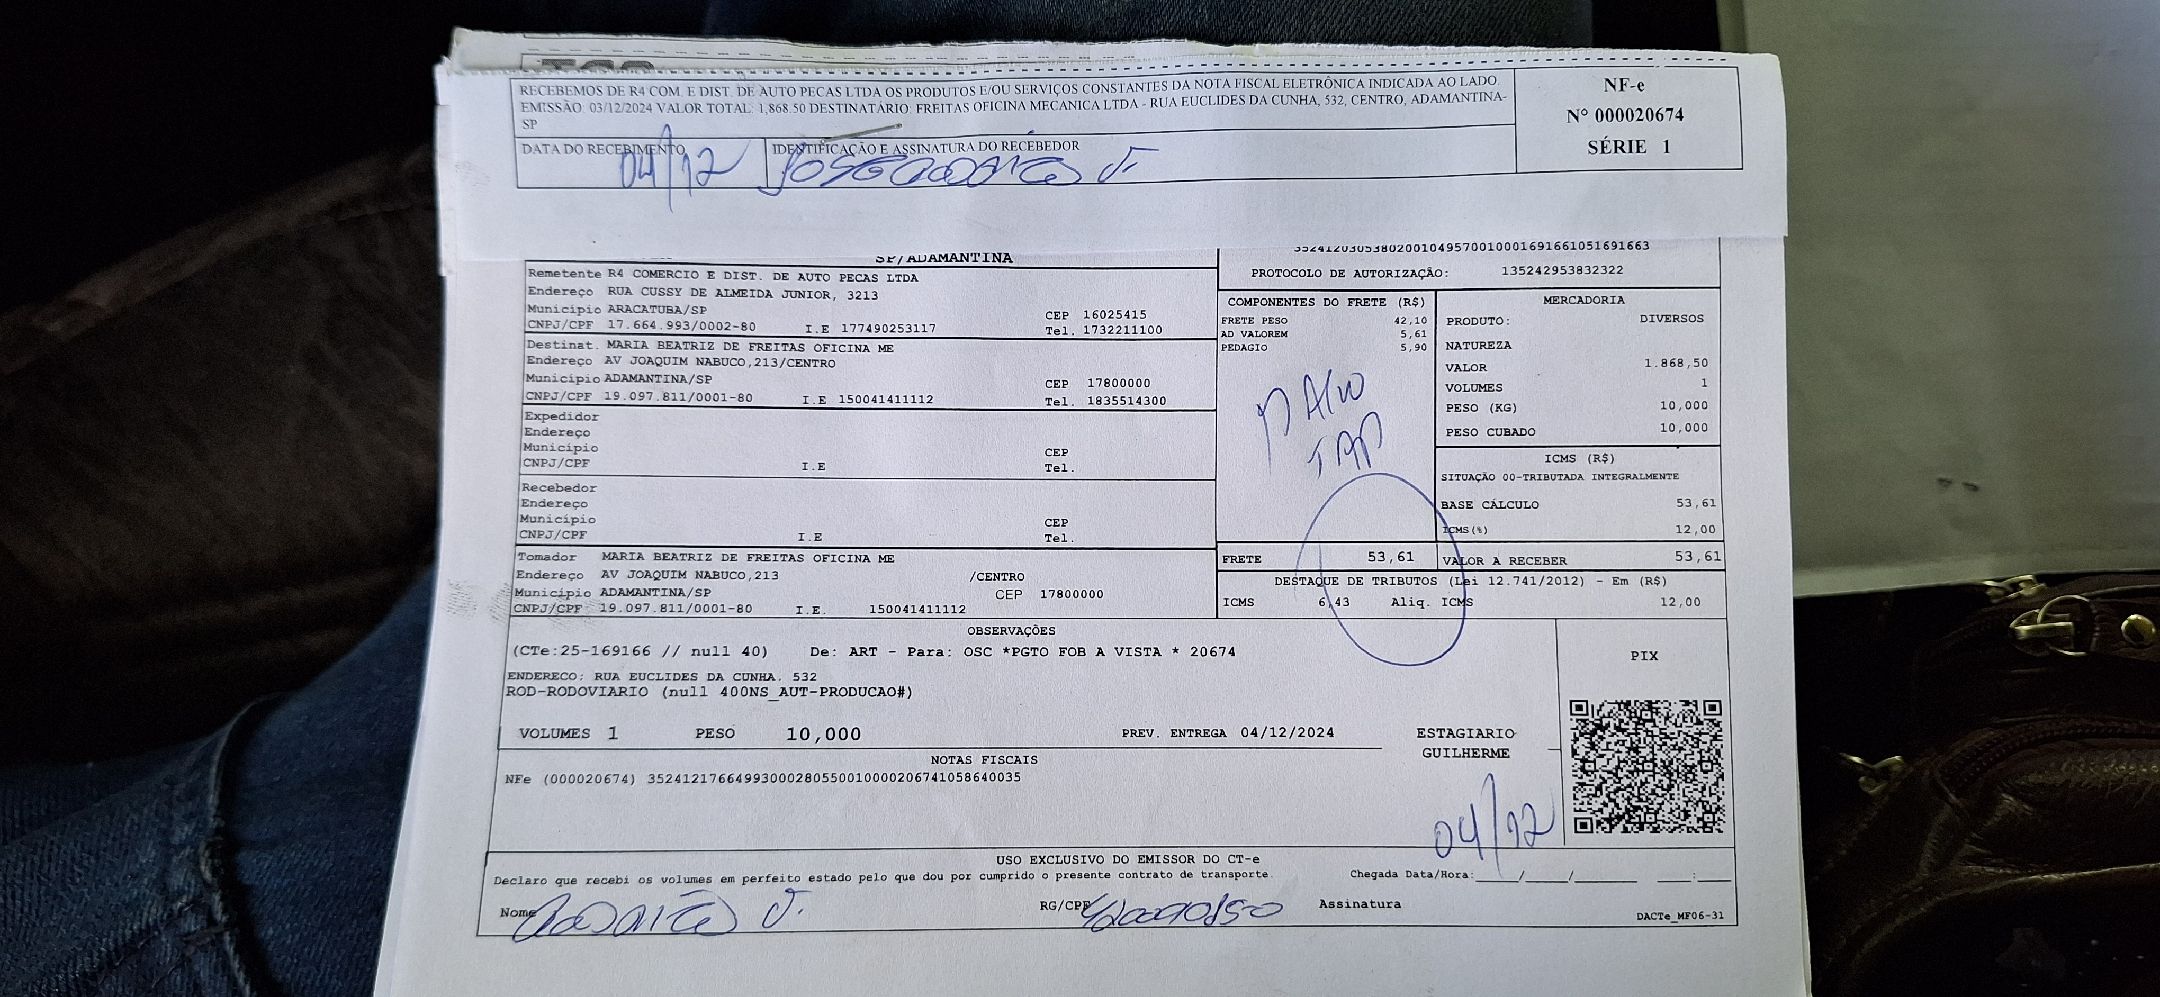 RECEBEMOS DE R4 COM. E DIST. DE AUTO PECAS LTDA OS PRODUTOS E/OU SERVIÇOS CONSTANTES DA NOTA FISCAL ELETRÔNICA INDICADA AO LADO.
EMISSÃO: 03/12/2024 VALOR TOTAL: 1,868.50 DESTINATÁRIO: FREITAS OFICINA MECANICA LTDA - RUA EUCLIDES DA CUNHA, 532, CENTRO, ADAMANTINA-
SP
NF-e
Nº 000020674
SÉRIE 1
DATA DO RECEBIMENTO
04/12
IDENTIFICAÇÃO E ASSINATURA DO RECEBEDOR
SP/ADAMANTINA
35241203053802001049570010001691661051691663
PROTOCOLO DE AUTORIZAÇÃO: 135242953832322
Remetente R4 COMERCIO E DIST. DE AUTO PECAS LTDA
Endereço RUA CUSSY DE ALMEIDA JUNIOR, 3213
Município ARACATUBA/SP CEP 16025415
CNPJ/CPF 17.664.993/0002-80 I.E 177490253117 Tel. 1732211100
Destinat. MARIA BEATRIZ DE FREITAS OFICINA ME
Endereço AV JOAQUIM NABUCO,213/CENTRO
Município ADAMANTINA/SP CEP 17800000
CNPJ/CPF 19.097.811/0001-80 I.E 150041411112 Tel. 1835514300
Expedidor
Endereço
Município CEP
CNPJ/CPF I.E Tel.
Recebedor
Endereço
Município CEP
CNPJ/CPF I.E Tel.
Tomador MARIA BEATRIZ DE FREITAS OFICINA ME
Endereço AV JOAQUIM NABUCO,213 /CENTRO
Município ADAMANTINA/SP CEP 17800000
CNPJ/CPF 19.097.811/0001-80 I.E. 150041411112
COMPONENTES DO FRETE (R$)
FRETE PESO 42,10
AD VALOREM 5,61
PEDAGIO 5,90
MERCADORIA
PRODUTO: DIVERSOS
NATUREZA
VALOR 1.868,50
VOLUMES 1
PESO (KG) 10,000
PESO CUBADO 10,000
ICMS (R$)
SITUAÇÃO 00-TRIBUTADA INTEGRALMENTE
BASE CÁLCULO 53,61
ICMS(%) 12,00
FRETE 53,61
VALOR A RECEBER 53,61
DESTAQUE DE TRIBUTOS (Lei 12.741/2012) - Em (R$)
ICMS 6,43 Aliq. ICMS 12,00
OBSERVAÇÕES
(CTe:25-169166 // null 40) De: ART - Para: OSC *PGTO FOB A VISTA * 20674
ENDERECO: RUA EUCLIDES DA CUNHA, 532
ROD-RODOVIARIO (null 400NS_AUT-PRODUCAO#)
PIX
VOLUMES 1 PESO 10,000 PREV. ENTREGA 04/12/2024
ESTAGIARIO
GUILHERME
NOTAS FISCAIS
NFe (000020674) 35241217664993000280550010000206741058640035
04/12
USO EXCLUSIVO DO EMISSOR DO CT-e
Declaro que recebi os volumes em perfeito estado pelo que dou por cumprido o presente contrato de transporte. Chegada Data/Hora:___/___/_____ ___:___
Nome RG/CPF Assinatura
DACTe_MF06-31